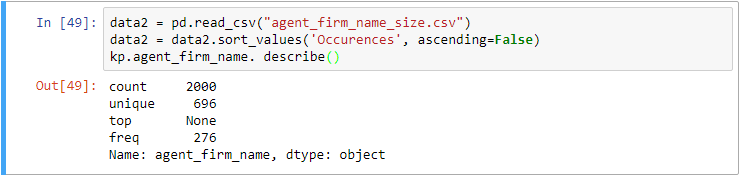 In [49]: data2 = pd.read_csv("agent_firm_name_size.csv")
data2 = data2.sort_values('Occurences', ascending=False)
kp.agent_firm_name. describe()
Out[49]: count 2000
unique 696
top None
freq 276
Name: agent_firm_name, dtype: object